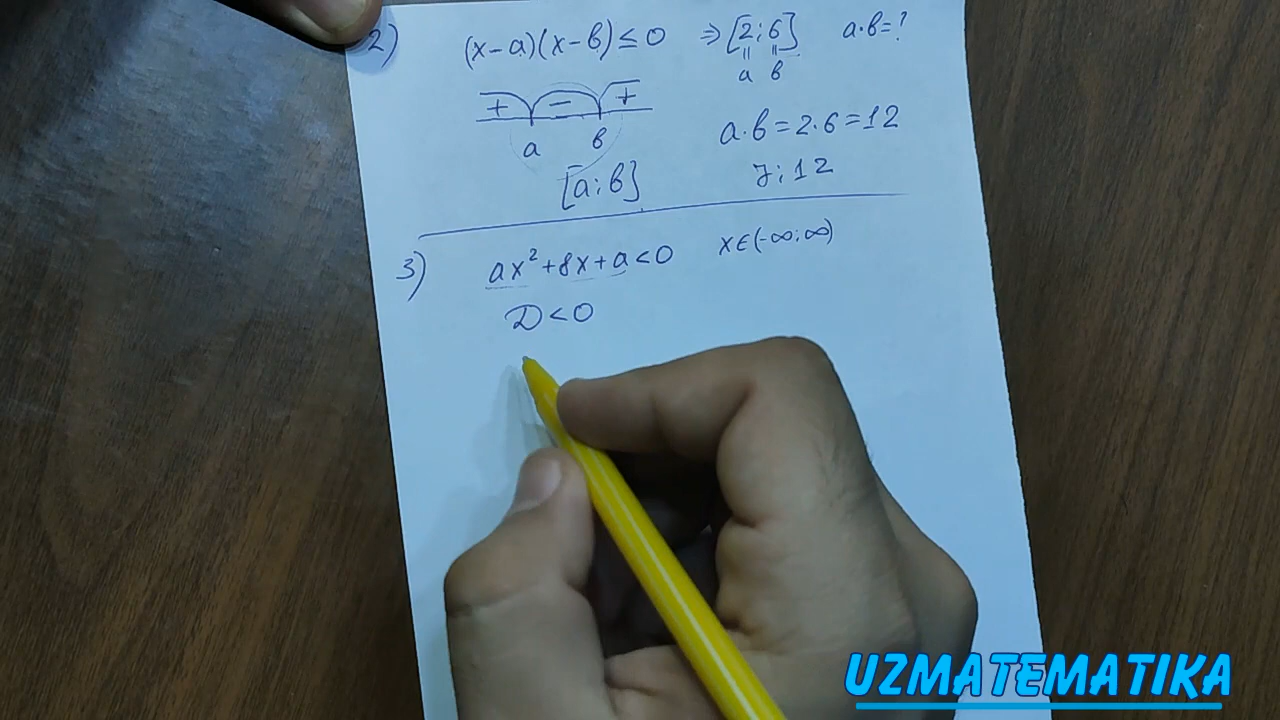 2) (x-a)(x-b)≤0 ⇒ [2;6] a·b=?
a b
+ - +
a b
a·b=2·6=12
[a;b]
J; 12
3) ax²+8x+a<0 x∈(-∞;∞)
D<0
UZMATEMATIKA